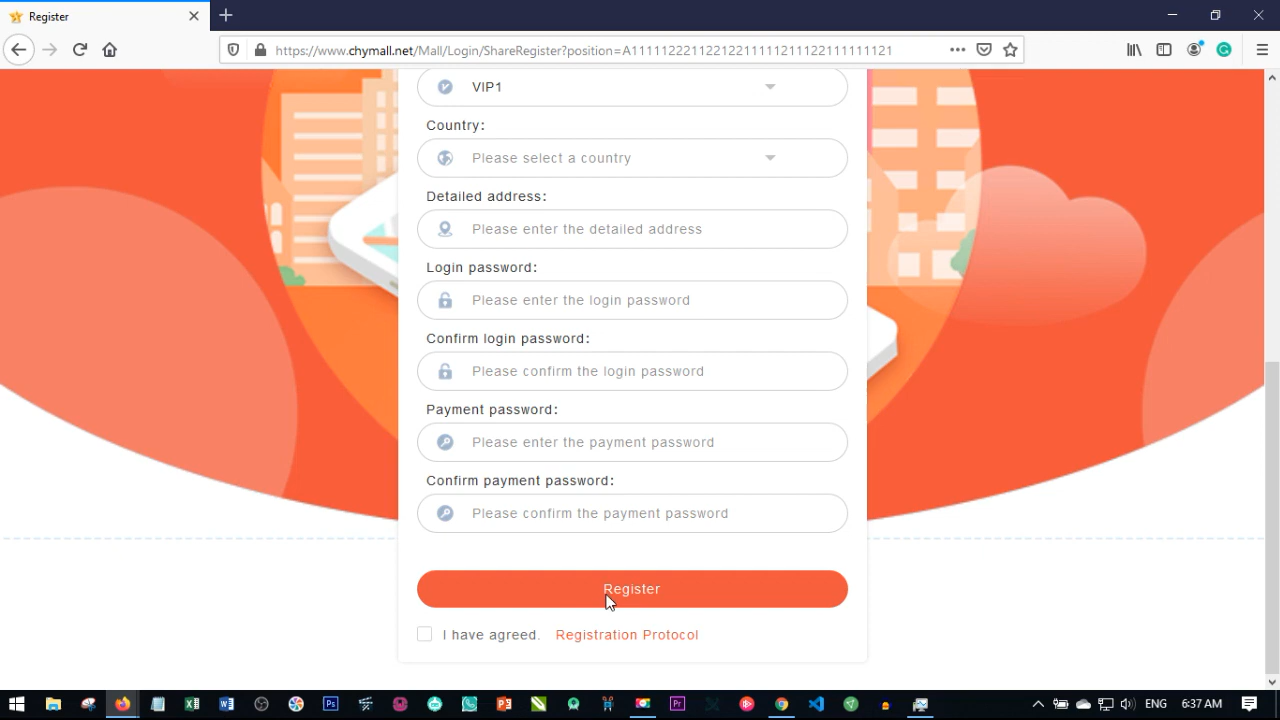 Register
https://www.chymall.net/Mall/Login/ShareRegister?position=A11111222112212211111211122111111121
VIP1
Country:
Please select a country
Detailed address:
Please enter the detailed address
Login password:
Please enter the login password
Confirm login password:
Please confirm the login password
Payment password:
Please enter the payment password
Confirm payment password:
Please confirm the payment password
Register
I have agreed. Registration Protocol
ENG 6:37 AM